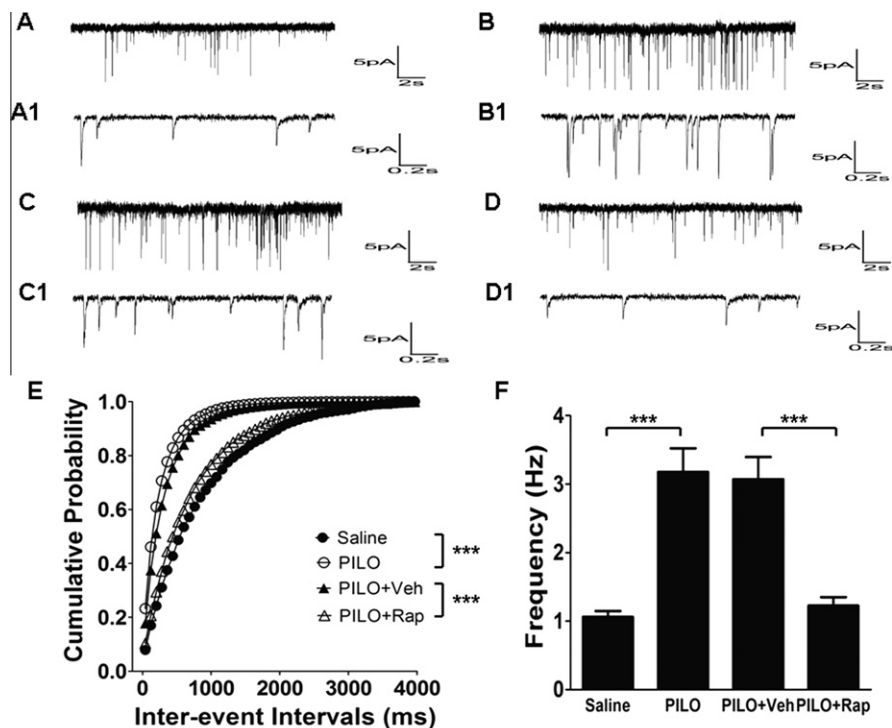 A
5pA
2s
B
5pA
2s
A1
5pA
0.2s
B1
5pA
0.2s
C
5pA
2s
D
5pA
2s
C1
5pA
0.2s
D1
5pA
0.2s
E
Cumulative Probability
1.0
0.8
0.6
0.4
0.2
0.0
0
1000
2000
3000
4000
Inter-event Intervals (ms)
Saline
PILO
***
PILO+Veh
PILO+Rap
***
F
Frequency (Hz)
4
3
2
1
0
***
***
Saline
PILO
PILO+Veh
PILO+Rap